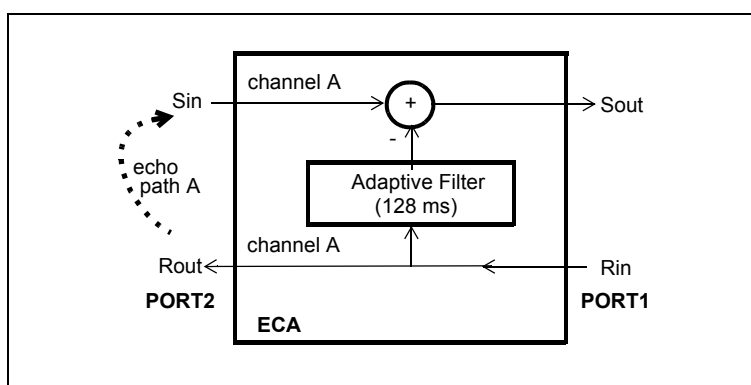 channel A
Sin
+
Sout
-
echo
path A
Adaptive Filter
(128 ms)
channel A
Rout
Rin
PORT2
PORT1
ECA